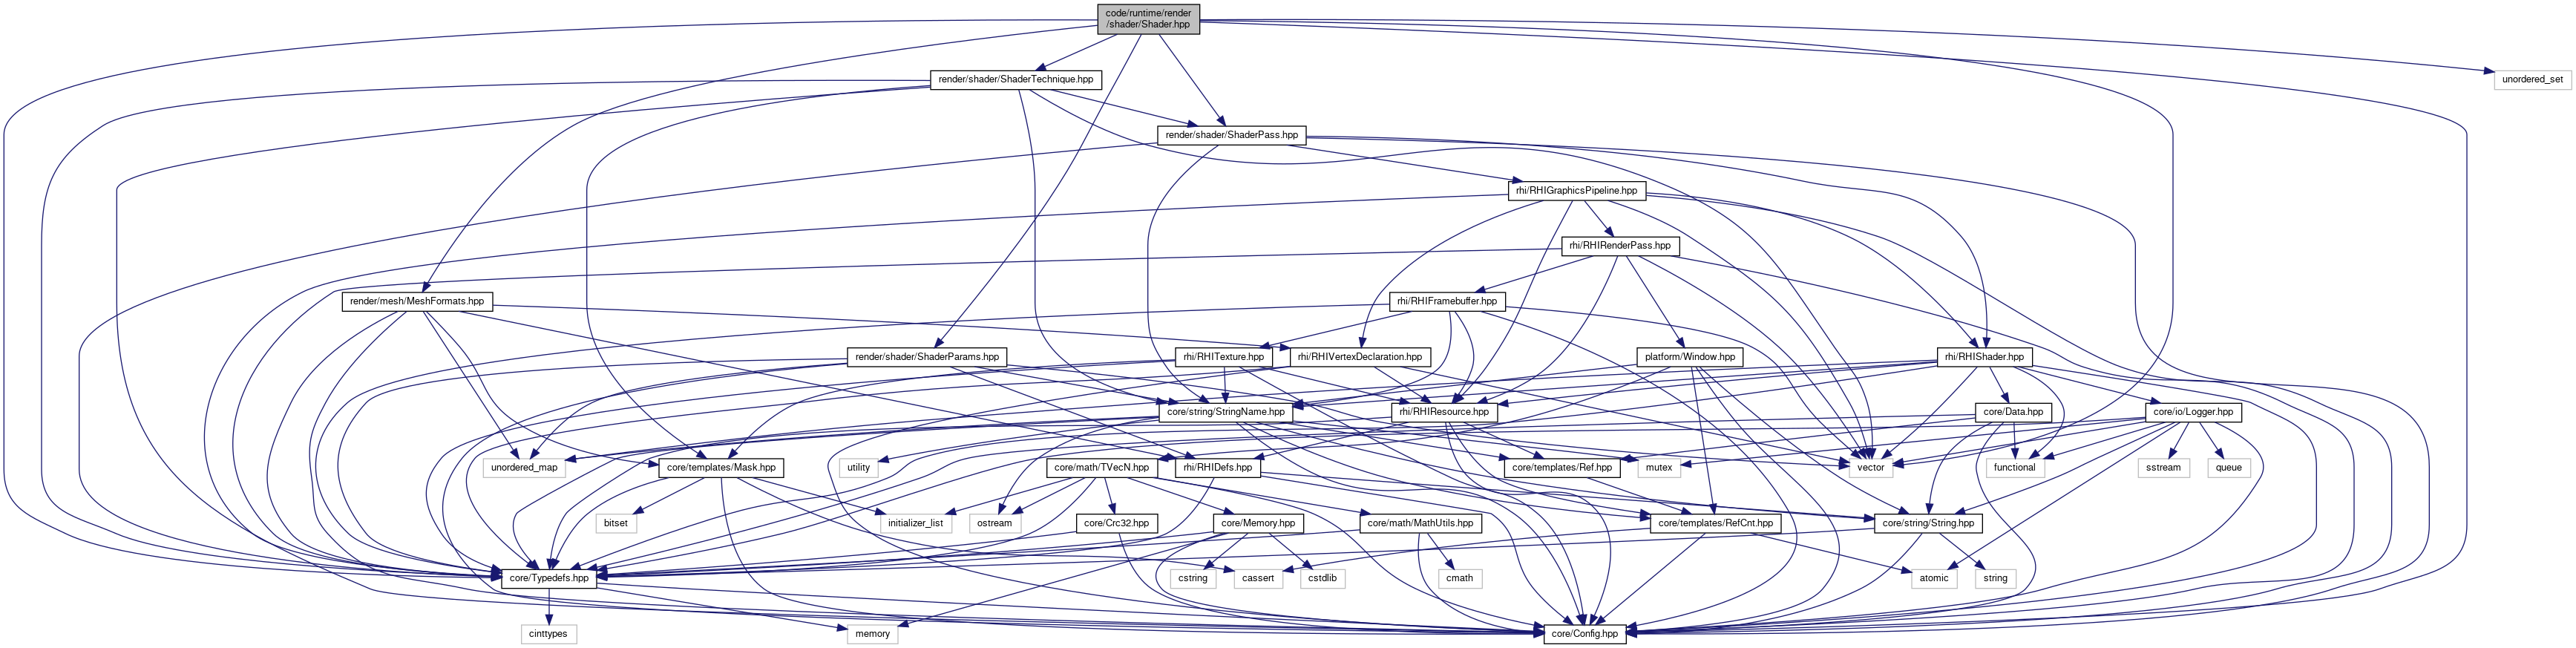 code/runtime/render
/shader/Shader.hpp
unordered_set
render/shader/ShaderTechnique.hpp
render/shader/ShaderPass.hpp
rhi/RHIGraphicsPipeline.hpp
rhi/RHIRenderPass.hpp
render/mesh/MeshFormats.hpp
rhi/RHIFramebuffer.hpp
render/shader/ShaderParams.hpp
rhi/RHITexture.hpp
rhi/RHIVertexDeclaration.hpp
platform/Window.hpp
rhi/RHIShader.hpp
core/string/StringName.hpp
rhi/RHIResource.hpp
core/Data.hpp
core/io/Logger.hpp
unordered_map
core/templates/Mask.hpp
utility
core/math/TVecN.hpp
rhi/RHIDefs.hpp
core/templates/Ref.hpp
mutex
vector
functional
sstream
queue
bitset
initializer_list
ostream
core/Crc32.hpp
core/Memory.hpp
core/math/MathUtils.hpp
core/templates/RefCnt.hpp
core/string/String.hpp
core/Typedefs.hpp
cstring
cassert
cstdlib
cmath
atomic
string
cinttypes
memory
core/Config.hpp